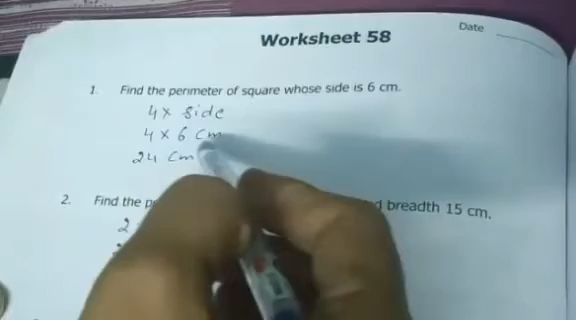 Worksheet 58
Date
1. Find the perimeter of square whose side is 6 cm.
4 × side
4 × 6 cm
24 cm
2. Find the breadth 15 cm.
2